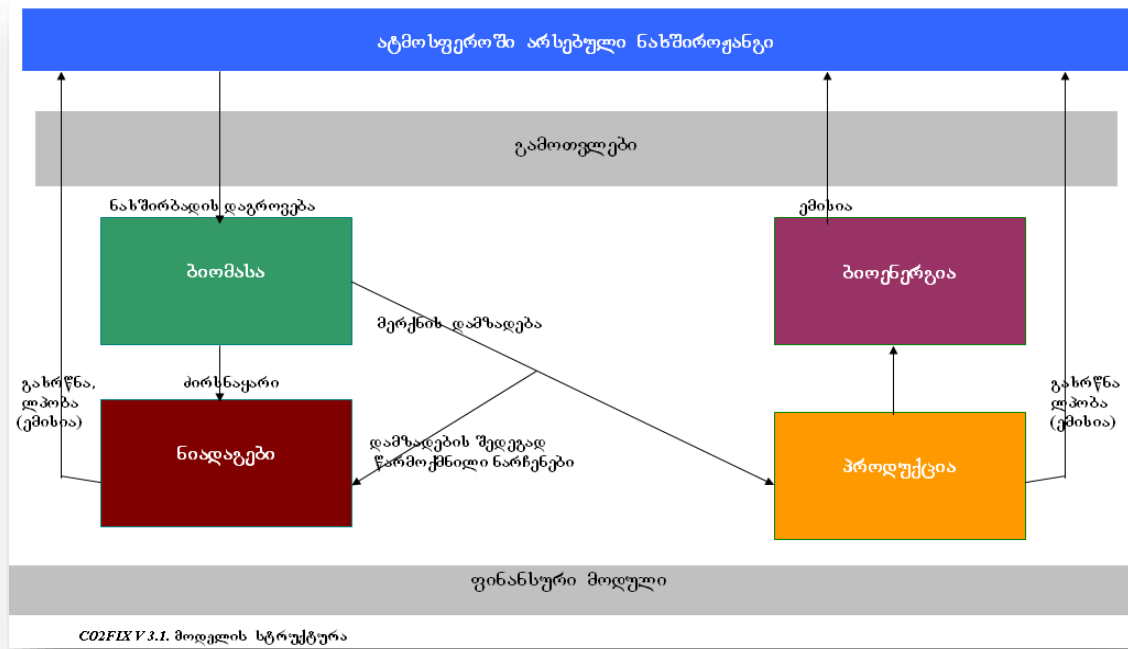 ატმოსფეროში არსებული ნახშიროჟანგი
გამოთვლები
ნახშირბადის დაგროვება
ემისია
ბიომასა
ბიოენერგია
მერქნის დამზადება
გახრწნა,
ლპობა
(ემისია)
ძირსნაყარი
გახრწნა
ლპობა
(ემისია)
ნიადაგები
დამზადების შედეგად
წარმოქმნილი ნარჩენები
პროდუქცია
ფინანსური მოდული
CO2FIX V 3.1. მოდელის სტრუქტურა